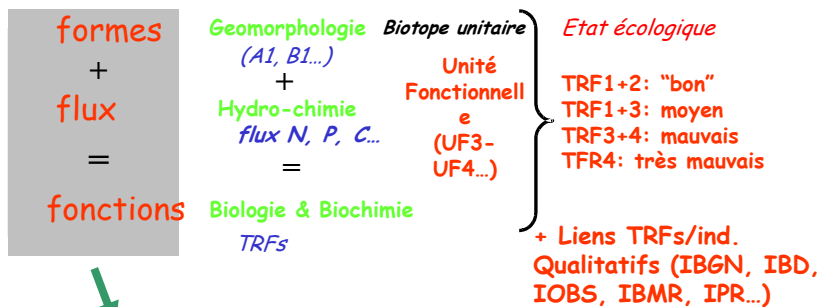 formes
+
flux
=
fonctions
Geomorphologie
(A1, B1...)
+
Hydro-chimie
flux N, P, C...
=
Biologie & Biochimie
TRFs
Biotope unitaire
Unité
Fonctionnell
e
(UF3-
UF4...)
Etat écologique
TRF1+2: “bon”
TRF1+3: moyen
TRF3+4: mauvais
TFR4: très mauvais
+ Liens TRFs/ind.
Qualitatifs (IBGN, IBD,
IOBS, IBMR, IPR...)